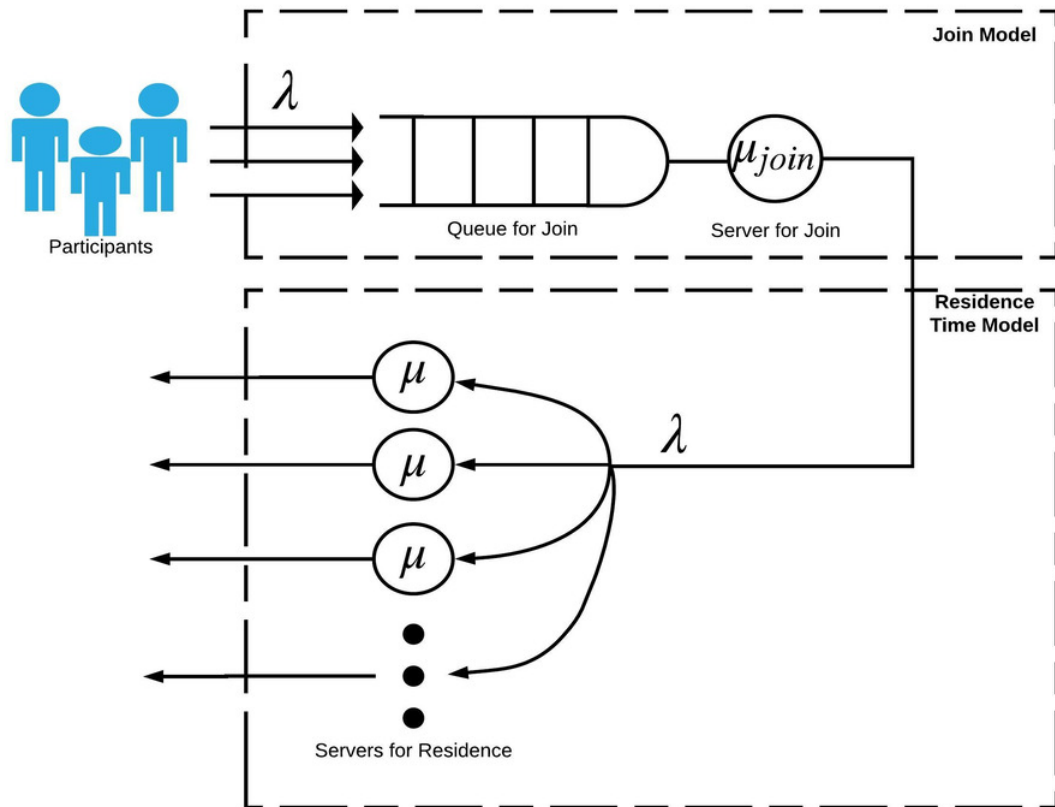 Join Model
λ
μjoin
Queue for Join
Server for Join
Participants
Residence
Time Model
μ
λ
μ
μ
Servers for Residence